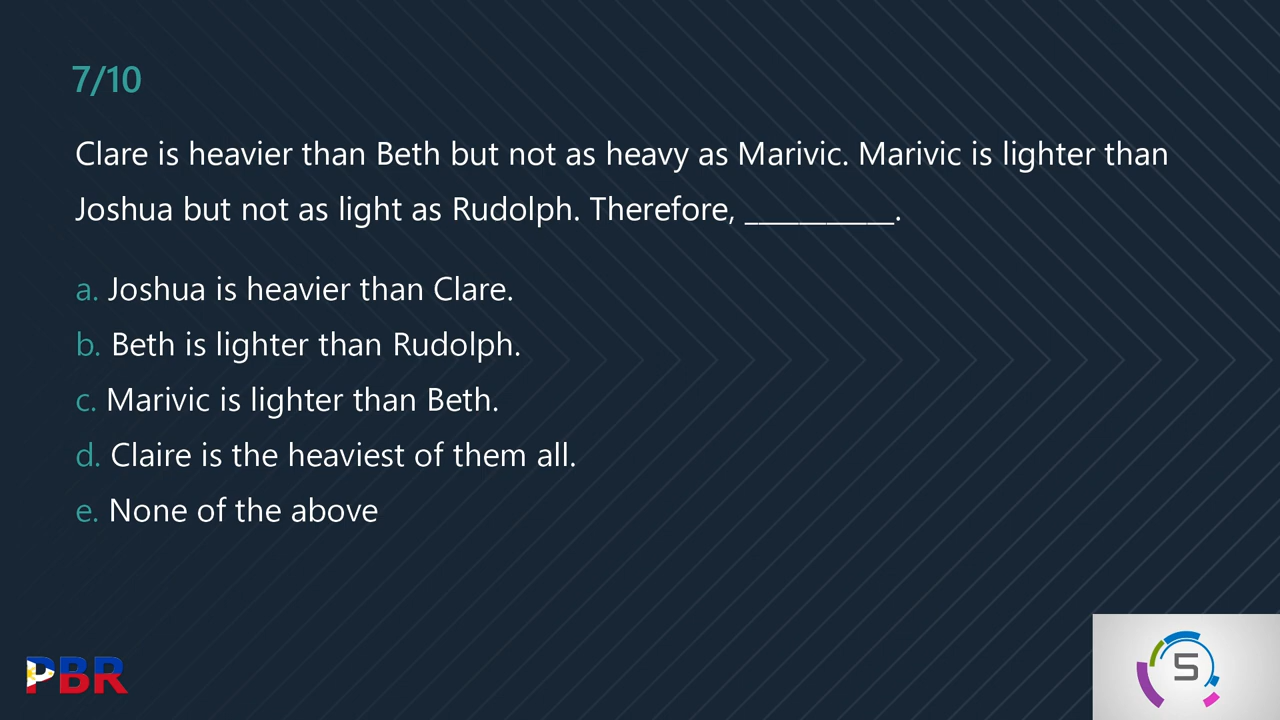 7/10
Clare is heavier than Beth but not as heavy as Marivic. Marivic is lighter than
Joshua but not as light as Rudolph. Therefore, ___________.
a. Joshua is heavier than Clare.
b. Beth is lighter than Rudolph.
c. Marivic is lighter than Beth.
d. Claire is the heaviest of them all.
e. None of the above
PBR
5